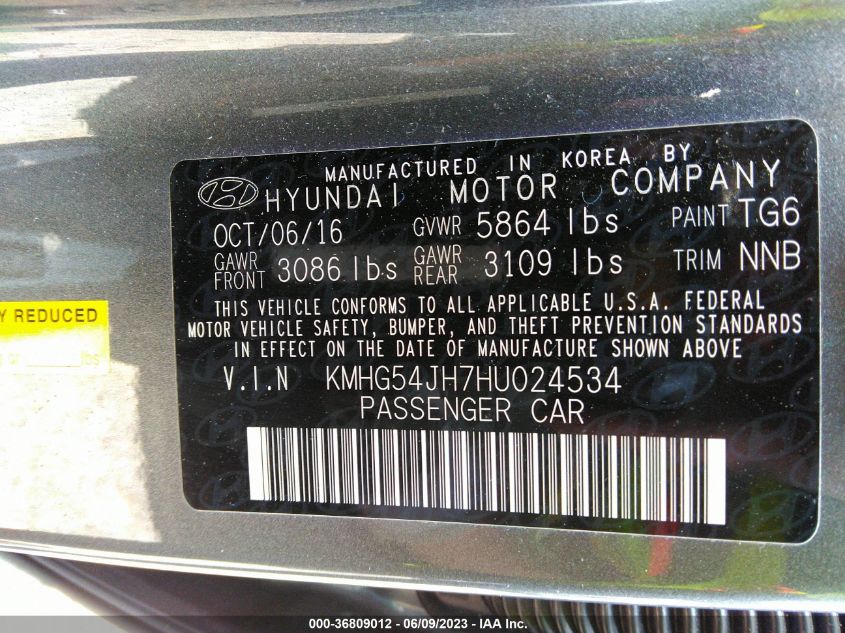 MANUFACTURED IN KOREA BY
HYUNDAI MOTOR COMPANY
OCT/06/16 GVWR 5864 lbs PAINT TG6
GAWR FRONT 3086 lbs GAWR REAR 3109 lbs TRIM NNB
THIS VEHICLE CONFORMS TO ALL APPLICABLE U.S.A. FEDERAL
MOTOR VEHICLE SAFETY, BUMPER, AND THEFT PREVENTION STANDARDS
IN EFFECT ON THE DATE OF MANUFACTURE SHOWN ABOVE
V.I.N KMHG54JH7HU024534
PASSENGER CAR
Y REDUCED
lbs
000-36809012 - 06/09/2023 - IAA Inc.